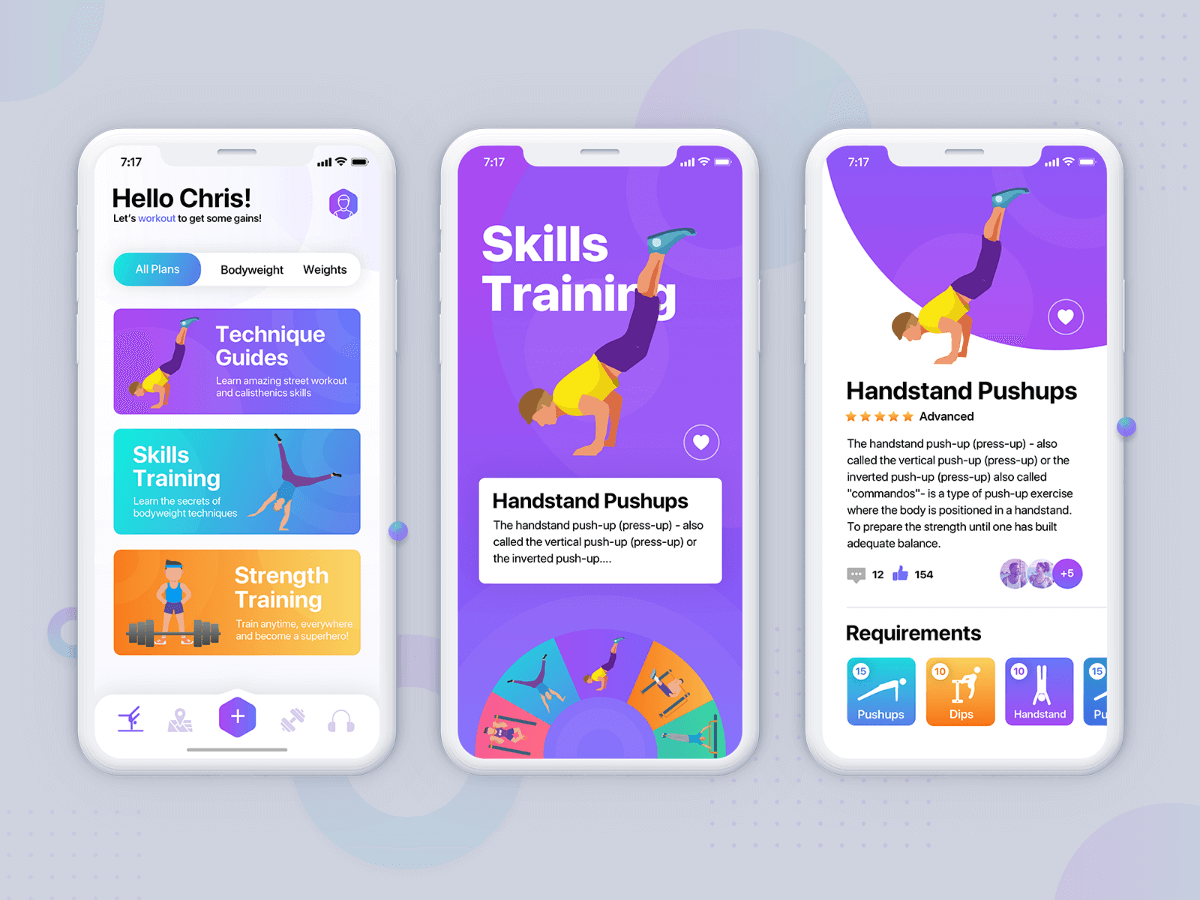 7:17
Hello Chris!
Let's workout to get some gains!
All Plans
Bodyweight
Weights
Technique
Guides
Learn amazing street workout
and calisthenics skills
Skills
Training
Learn the secrets of
bodyweight techniques
Strength
Training
Train anytime, everywhere
and become a superhero!
7:17
Skills
Training
Handstand Pushups
The handstand push-up (press-up) - also
called the vertical push-up (press-up) or
the inverted push-up....
7:17
Handstand Pushups
Advanced
The handstand push-up (press-up) - also
called the vertical push-up (press-up) or the
inverted push-up (press-up) also called
"commandos"- is a type of push-up exercise
where the body is positioned in a handstand.
To prepare the strength until one has built
adequate balance.
12
154
+5
Requirements
15
Pushups
10
Dips
10
Handstand
15
Pu